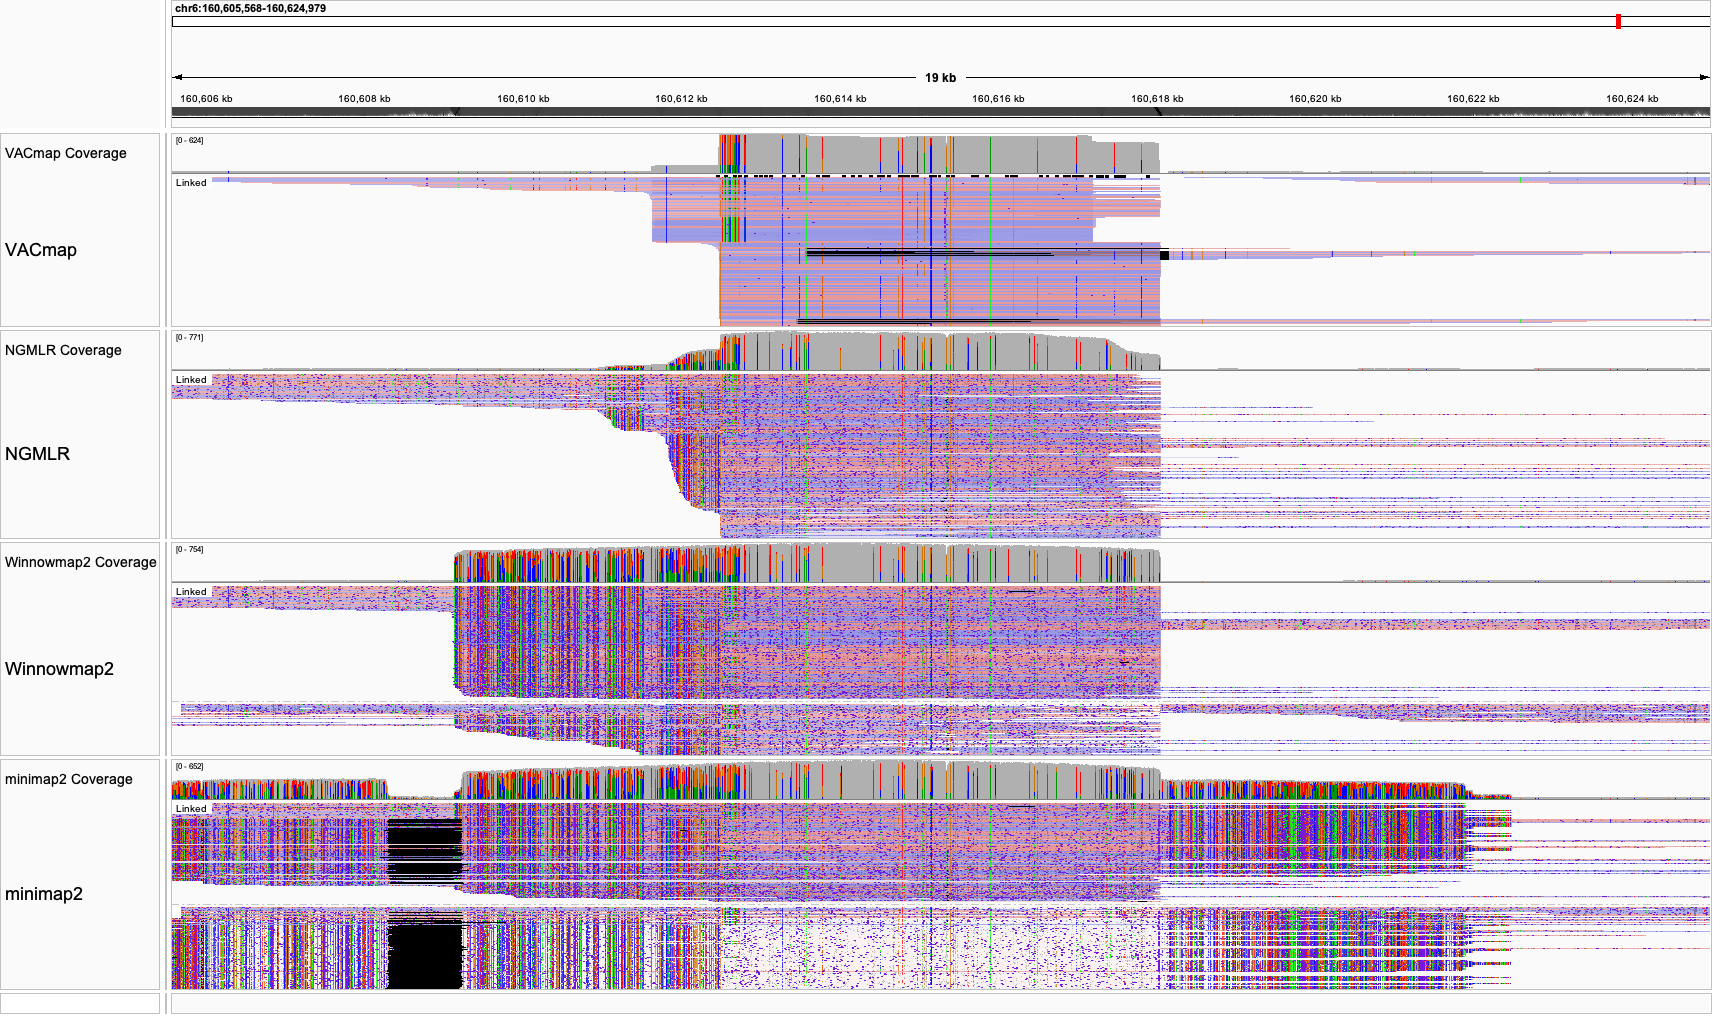 chr6:160,605,568-160,624,979
19 kb
160,606 kb 160,608 kb 160,610 kb 160,612 kb 160,614 kb 160,616 kb 160,618 kb 160,620 kb 160,622 kb 160,624 kb
[0 - 624]
VACmap Coverage
Linked
VACmap
[0 - 771]
NGMLR Coverage
Linked
NGMLR
[0 - 754]
Winnowmap2 Coverage
Linked
Winnowmap2
[0 - 652]
minimap2 Coverage
Linked
minimap2